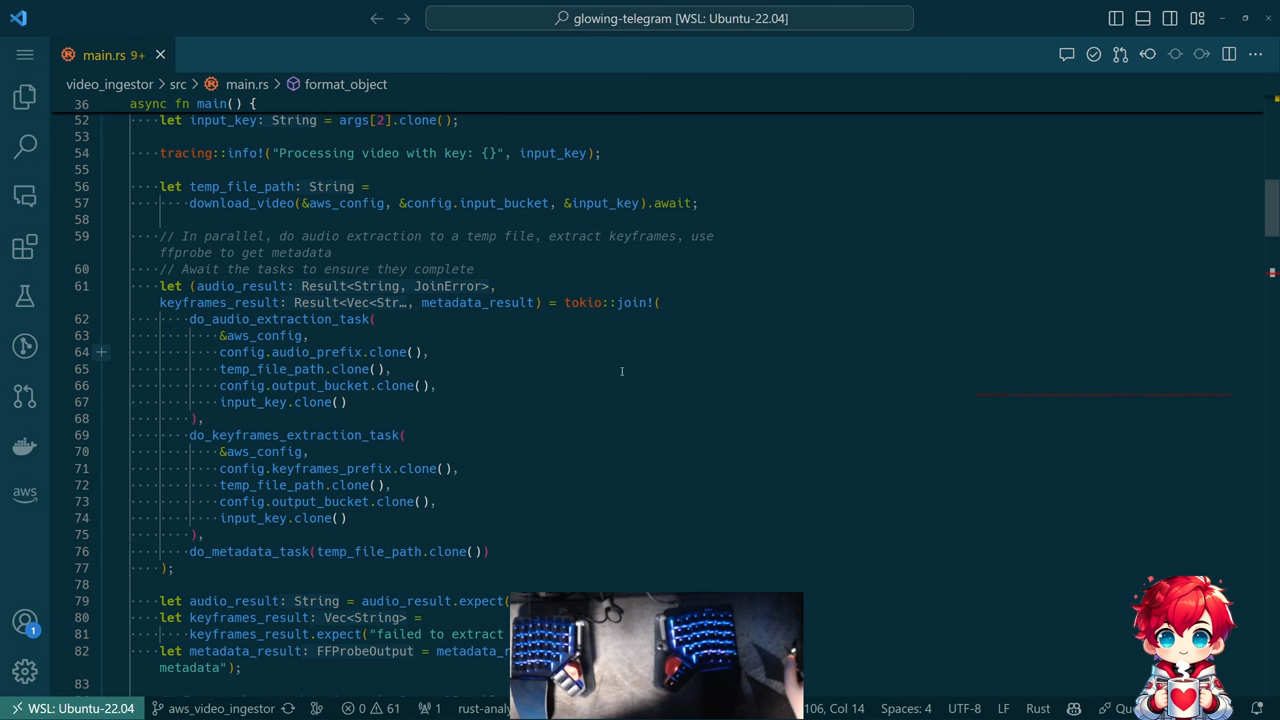 glowing-telegram [WSL: Ubuntu-22.04]
main.rs 9+
video_ingestor > src > main.rs > format_object
36 async fn main() {
52 let input_key: String = args[2].clone();
53
54 tracing::info!("Processing video with key: {}", input_key);
55
56 let temp_file_path: String =
57 download_video(&aws_config, &config.input_bucket, &input_key).await;
58
59 // In parallel, do audio extraction to a temp file, extract keyframes, use
ffprobe to get metadata
60 // Await the tasks to ensure they complete
61 let (audio_result: Result<String, JoinError>,
keyframes_result: Result<Vec<Str…, metadata_result) = tokio::join!(
62 do_audio_extraction_task(
63 &aws_config,
64 config.audio_prefix.clone(),
65 temp_file_path.clone(),
66 config.output_bucket.clone(),
67 input_key.clone()
68 ),
69 do_keyframes_extraction_task(
70 &aws_config,
71 config.keyframes_prefix.clone(),
72 temp_file_path.clone(),
73 config.output_bucket.clone(),
74 input_key.clone()
75 ),
76 do_metadata_task(temp_file_path.clone())
77 );
78
79 let audio_result: String = audio_result.expect(
80 let keyframes_result: Vec<String> =
81 keyframes_result.expect("failed to extract
82 let metadata_result: FFProbeOutput = metadata_r
metadata");
83
aws
1
WSL: Ubuntu-22.04 aws_video_ingestor 0 61 1 rust-analy 106, Col 14 Spaces: 4 UTF-8 LF Rust